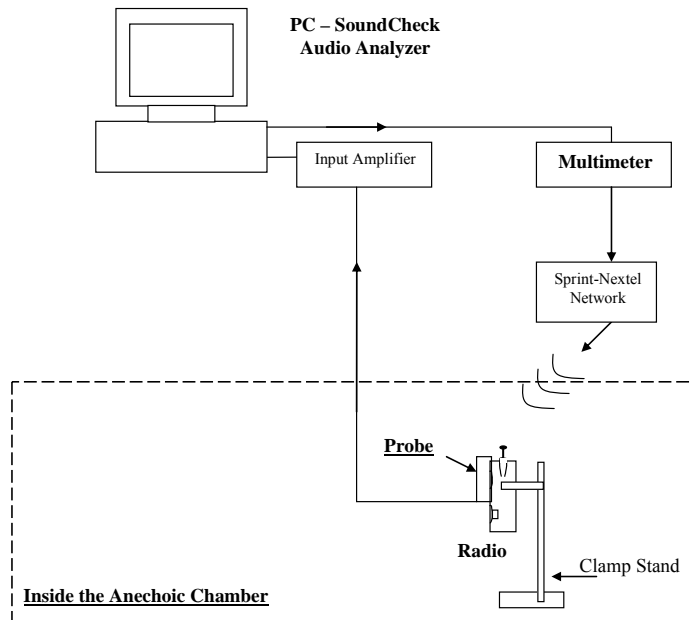 PC – SoundCheck
Audio Analyzer
Input Amplifier
Multimeter
Sprint-Nextel
Network
Probe
Radio
Clamp Stand
Inside the Anechoic Chamber